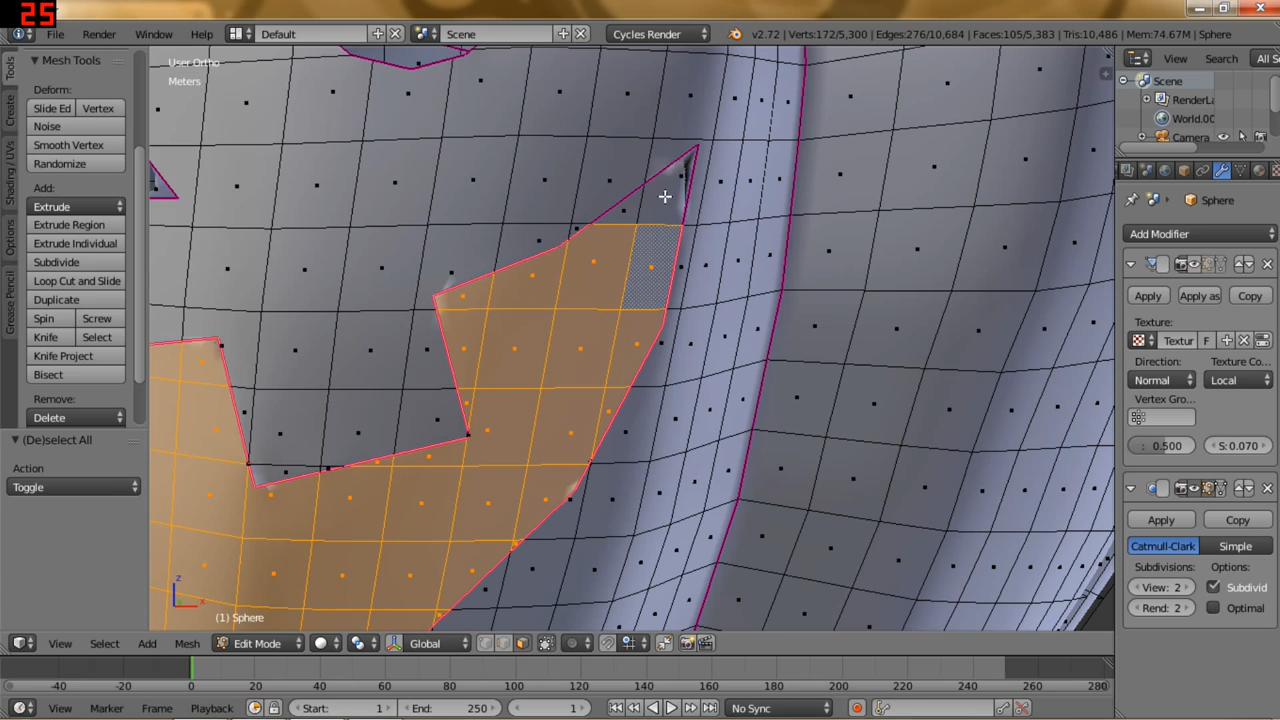 25
File Render Window Help Default Scene Cycles Render v2.72 | Verts:172/5,300 | Edges:276/10,684 | Faces:105/5,383 | Tris:10,486 | Mem:74.67M | Sphere
Tools
Create
Shading / UVs
Options
Grease Pencil
Mesh Tools
Deform:
Slide Ed Vertex
Noise
Smooth Vertex
Randomize
Add:
Extrude
Extrude Region
Extrude Individual
Subdivide
Loop Cut and Slide
Duplicate
Spin Screw
Knife Select
Knife Project
Bisect
Remove:
Delete
(De)select All
Action
Toggle
User Ortho
Meters
z
x
(1) Sphere
View Search All S
Scene
RenderLa
World.00
Camera
Sphere
Add Modifier
Apply Apply as Copy
Texture:
Textur F
Direction: Texture Co...
Normal Local
Vertex Gro...
: 0.500 S: 0.070
Apply Copy
Catmull-Clark Simple
Subdivisions: Options:
View: 2 Subdivid
Rend: 2 Optimal
View Select Add Mesh Edit Mode Global
-40 -20 0 20 40 60 80 100 120 140 160 180 200 220 240 260 280
View Marker Frame Playback Start: 1 End: 250 1 No Sync